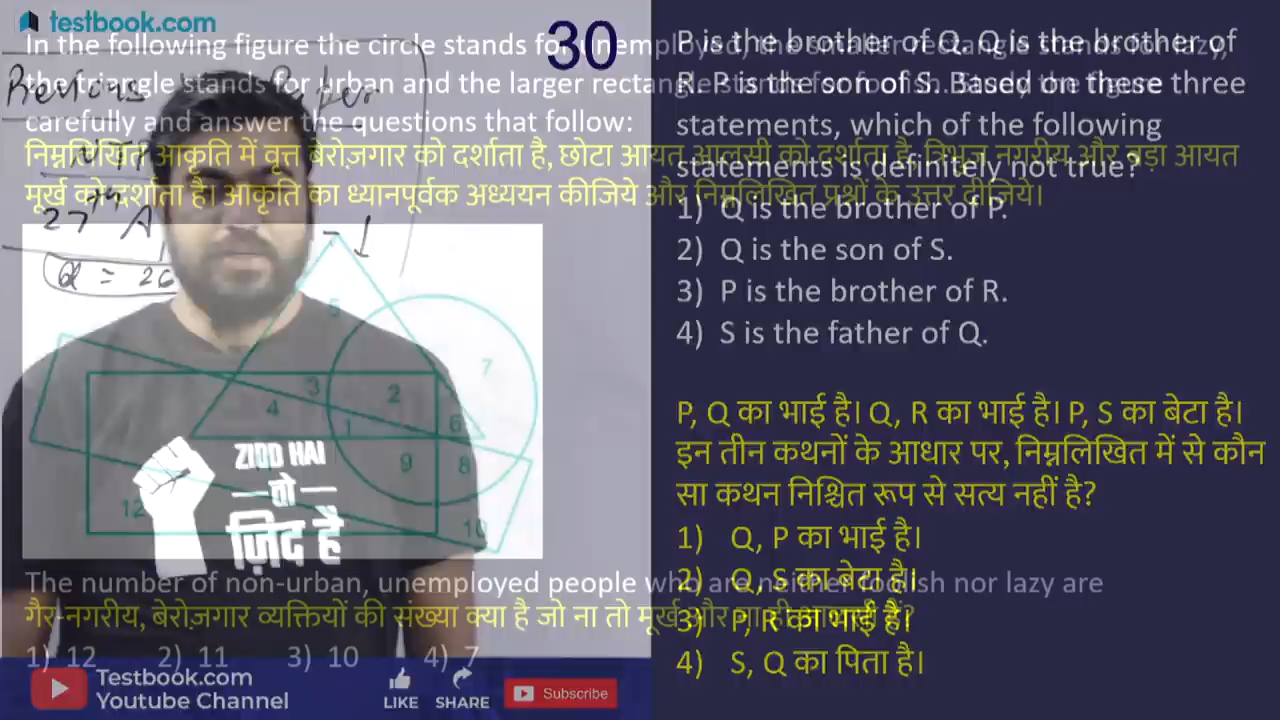 testbook.com
30
In the following figure the circle stands for unemployed, the smaller rectangle stands for lazy,
the triangle stands for urban and the larger rectangle stands for foolish. Study the figure
carefully and answer the questions that follow:
निम्नलिखित आकृति में वृत्त बेरोज़गार को दर्शाता है, छोटा आयत आलसी को दर्शाता है, त्रिभुज नगरीय और बड़ा आयत
मूर्ख को दर्शाता है। आकृति का ध्यानपूर्वक अध्ययन कीजिये और निम्नलिखित प्रश्नों के उत्तर दीजिये।
27 A
1
5
7
3
2
4
1
6
9
8
12
10
ZIDD HAI
तो
ज़िद है
The number of non-urban, unemployed people who are neither foolish nor lazy are
गैर-नगरीय, बेरोज़गार व्यक्तियों की संख्या क्या है जो ना तो मूर्ख और ना ही आलसी हैं?
1) 12 2) 11 3) 10 4) 7
P is the brother of Q. Q is the brother of
R. P is the son of S. Based on these three
statements, which of the following
statements is definitely not true?
1) Q is the brother of P.
2) Q is the son of S.
3) P is the brother of R.
4) S is the father of Q.
P, Q का भाई है। Q, R का भाई है। P, S का बेटा है।
इन तीन कथनों के आधार पर, निम्नलिखित में से कौन
सा कथन निश्चित रूप से सत्य नहीं है?
1) Q, P का भाई है।
2) Q, S का बेटा है।
3) P, R का भाई है।
4) S, Q का पिता है।
Testbook.com
YouTube Channel
LIKE
SHARE
Subscribe